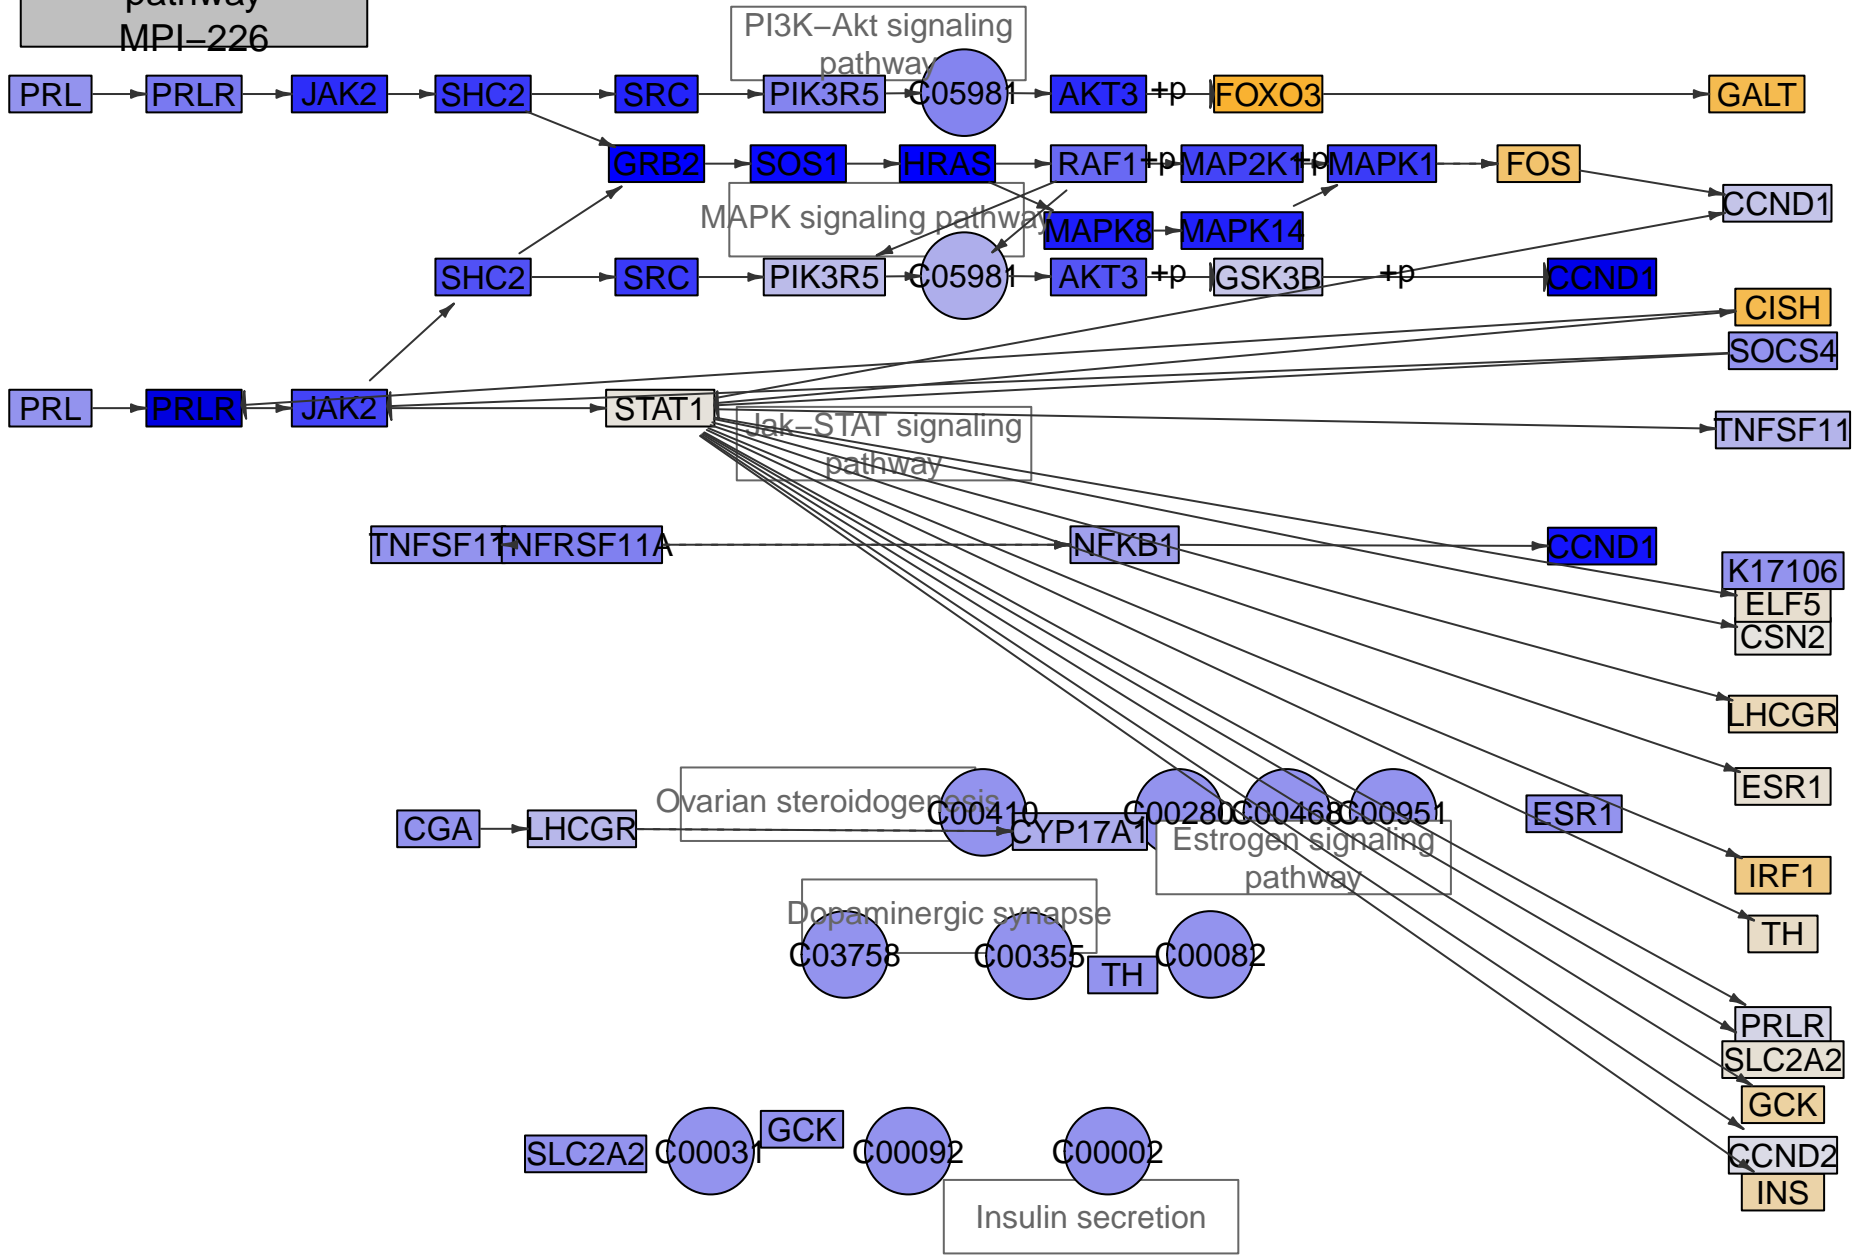 pathway
MPI−226
PI3K−Akt signaling
pathway
PRL
PRLR
JAK2
SHC2
SRC
PIK3R5
C05981
AKT3
+p
FOXO3
GALT
GRB2
SOS1
HRAS
RAF1
+p
MAP2K1
+p
MAPK1
FOS
CCND1
MAPK signaling pathway
MAPK8
MAPK14
SHC2
SRC
PIK3R5
C05981
AKT3
+p
GSK3B
+p
CCND1
CISH
SOCS4
PRL
PRLR
JAK2
STAT1
Jak−STAT signaling
pathway
TNFSF11
TNFSF11
TNFRSF11A
NFKB1
CCND1
K17106
ELF5
CSN2
LHCGR
ESR1
Ovarian steroidogenesis
C00410
C00280
C00468
C00951
ESR1
CGA
LHCGR
CYP17A1
Estrogen signaling
pathway
IRF1
Dopaminergic synapse
TH
C03758
C00355
TH
C00082
PRLR
SLC2A2
GCK
SLC2A2
C00031
GCK
C00092
C00002
CCND2
INS
Insulin secretion